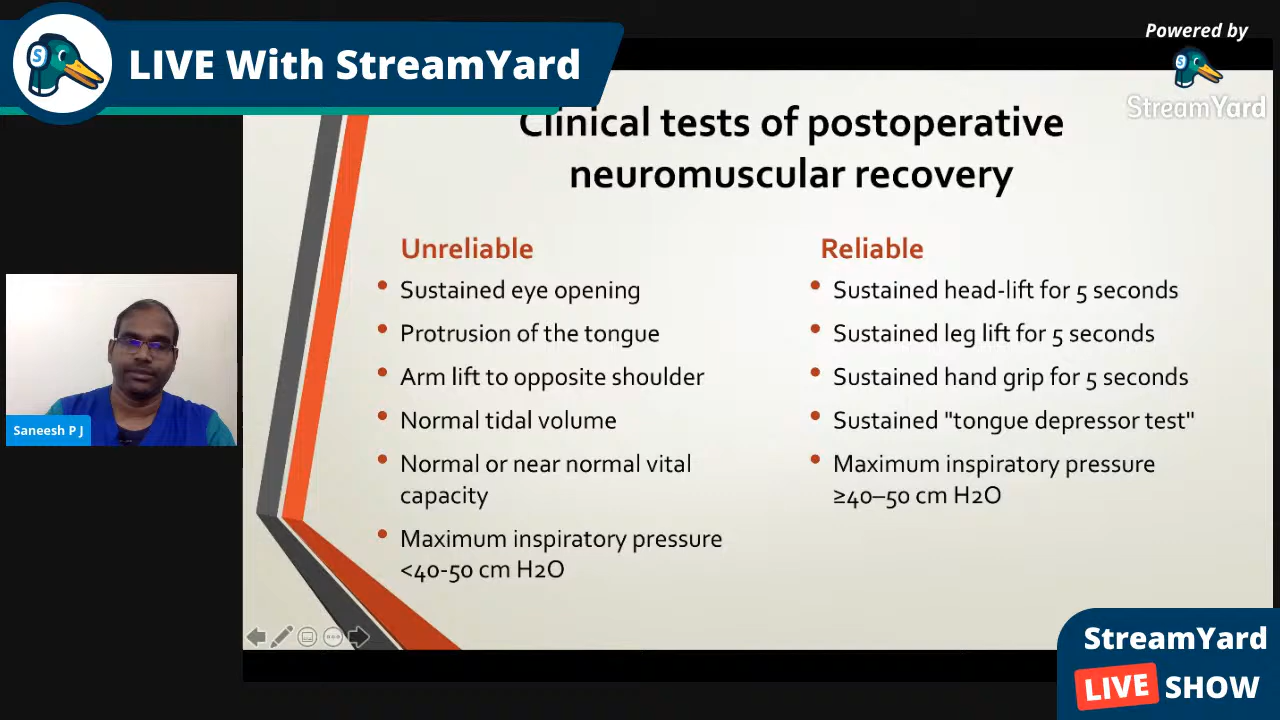 LIVE With StreamYard
Powered by
StreamYard
Clinical tests of postoperative
neuromuscular recovery
Unreliable
• Sustained eye opening
• Protrusion of the tongue
• Arm lift to opposite shoulder
• Normal tidal volume
• Normal or near normal vital
capacity
• Maximum inspiratory pressure
<40-50 cm H2O
Reliable
• Sustained head-lift for 5 seconds
• Sustained leg lift for 5 seconds
• Sustained hand grip for 5 seconds
• Sustained "tongue depressor test"
• Maximum inspiratory pressure
≥40–50 cm H2O
Saneesh P J
StreamYard
LIVE SHOW